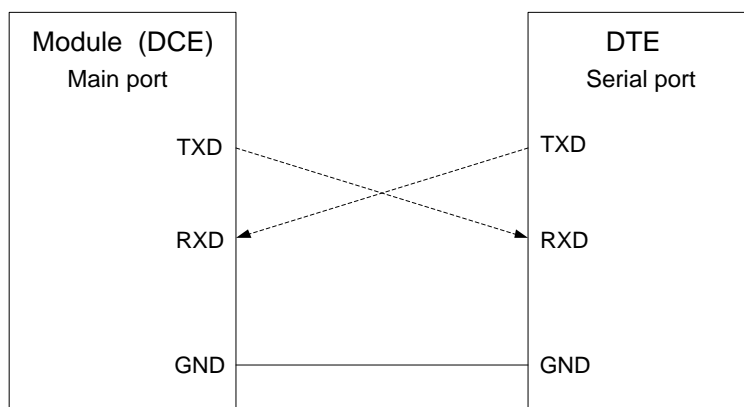 Module (DCE)
Main port
TXD
RXD
GND
DTE
Serial port
TXD
RXD
GND